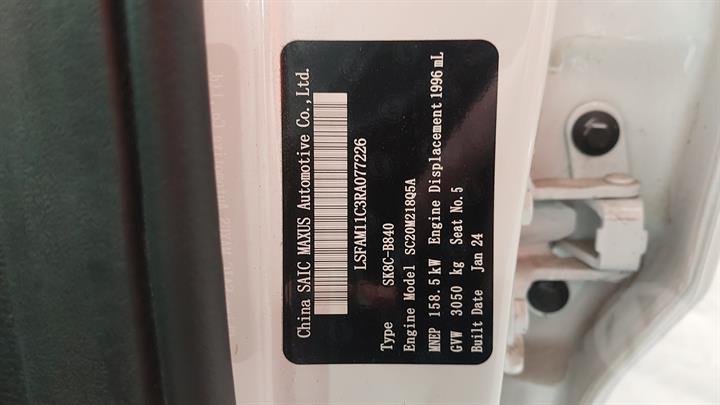 China SAIC MAXUS Automotive Co.,Ltd.
LSFAM11C3RA077226
Type SK8C-B840
Engine Model SC20M218Q5A
MNEP 158.5kW Engine Displacement 1996mL
GVW 3050 kg Seat No.5
Built Date Jan 24